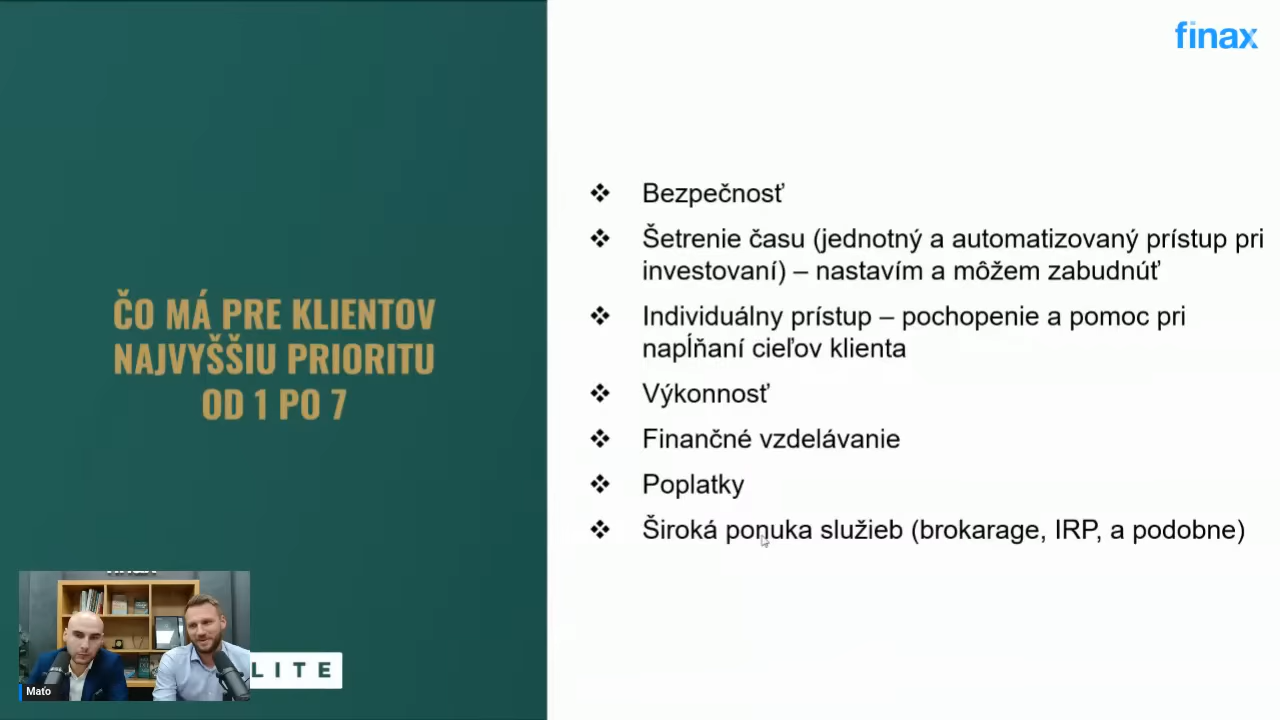 finax
ČO MÁ PRE KLIENTOV
NAJVYŠŠIU PRIORITU
OD 1 PO 7
❖ Bezpečnosť
❖ Šetrenie času (jednotný a automatizovaný prístup pri
investovaní) – nastavím a môžem zabudnúť
❖ Individuálny prístup – pochopenie a pomoc pri
napĺňaní cieľov klienta
❖ Výkonnosť
❖ Finančné vzdelávanie
❖ Poplatky
❖ Široká ponuka služieb (brokarage, IRP, a podobne)
LITE
Maťo